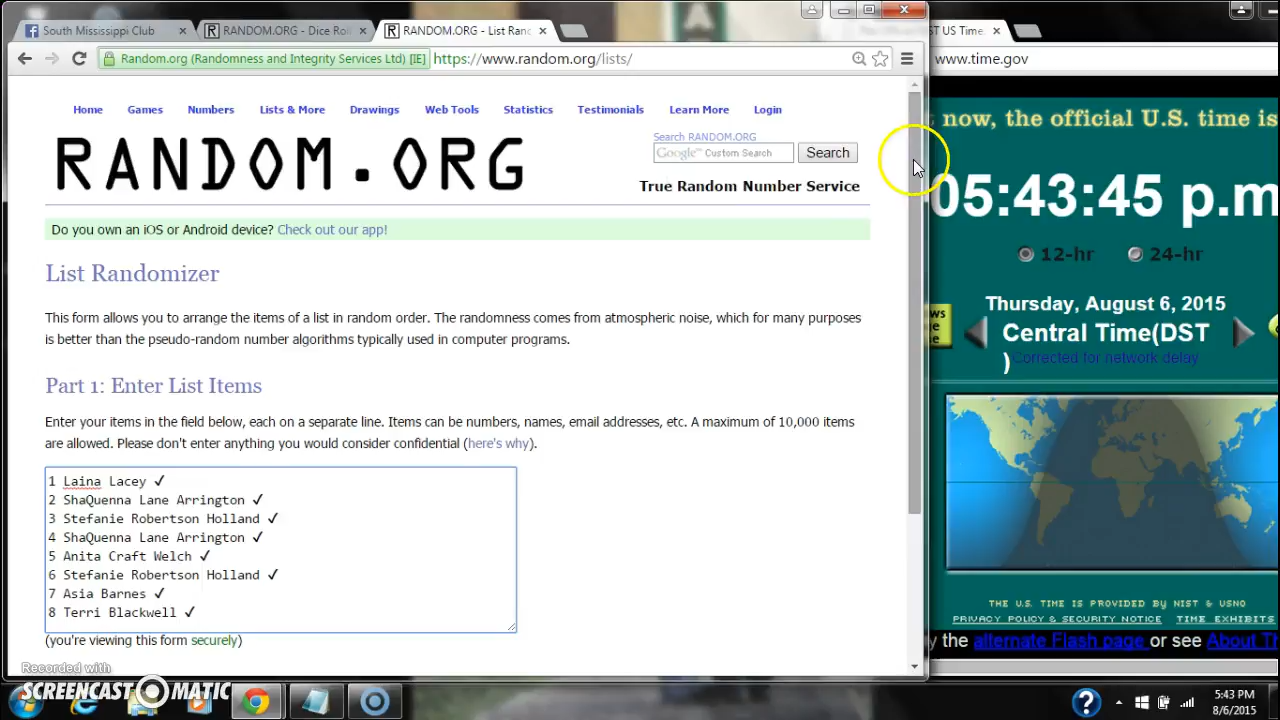 South Mississippi Club
RANDOM.ORG - Dice Ro
RANDOM.ORG - List Ran
ST US Time
Random.org (Randomness and Integrity Services Ltd) [IE]
https://www.random.org/lists/
www.time.gov
Home Games Numbers Lists & More Drawings Web Tools Statistics Testimonials Learn More Login
RANDOM.ORG
Search RANDOM.ORG
Google™ Custom Search
Search
True Random Number Service
Do you own an iOS or Android device? Check out our app!
List Randomizer
This form allows you to arrange the items of a list in random order. The randomness comes from atmospheric noise, which for many purposes
is better than the pseudo-random number algorithms typically used in computer programs.
Part 1: Enter List Items
Enter your items in the field below, each on a separate line. Items can be numbers, names, email addresses, etc. A maximum of 10,000 items
are allowed. Please don't enter anything you would consider confidential (here's why).
1 Laina Lacey ✓
2 ShaQuenna Lane Arrington ✓
3 Stefanie Robertson Holland ✓
4 ShaQuenna Lane Arrington ✓
5 Anita Craft Welch ✓
6 Stefanie Robertson Holland ✓
7 Asia Barnes ✓
8 Terri Blackwell ✓
(you're viewing this form securely)
now, the official U.S. time is
05:43:45 p.m
12-hr 24-hr
Thursday, August 6, 2015
Central Time(DST
)
Corrected for network delay
THE U.S. TIME IS PROVIDED BY NIST & USNO
PRIVACY POLICY & SECURITY NOTICE TIME EXHIBITS
y the alternate Flash page or see About Th
Recorded with
SCREENCAST MATIC
5:43 PM
8/6/2015